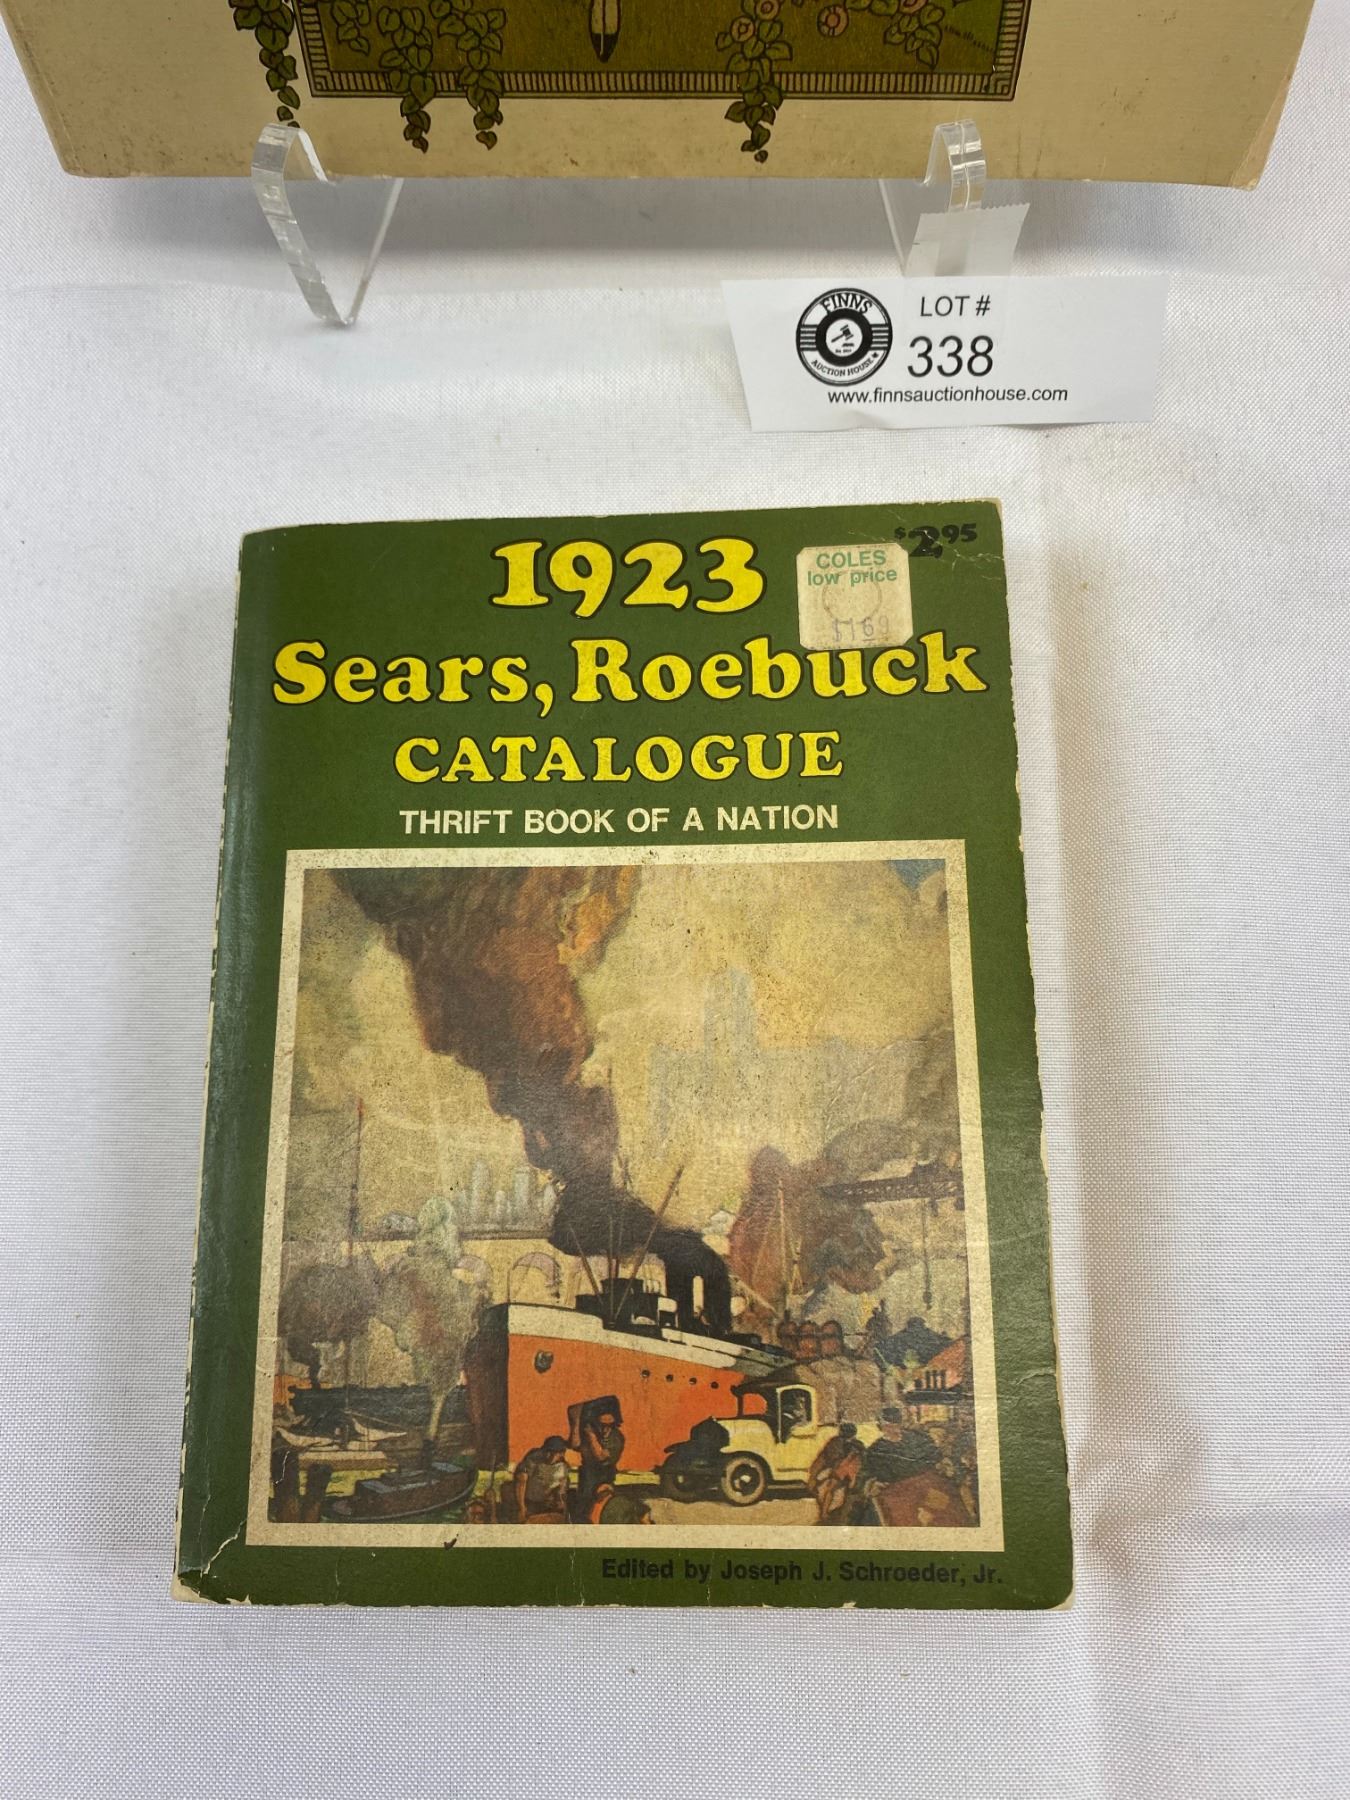 FINNS
AUCTION HOUSE
LOT #
338
www.finnsauctionhouse.com
$2.95
1923
COLES
low price
$1.69
Sears, Roebuck
CATALOGUE
THRIFT BOOK OF A NATION
Edited by Joseph J. Schroeder, Jr.